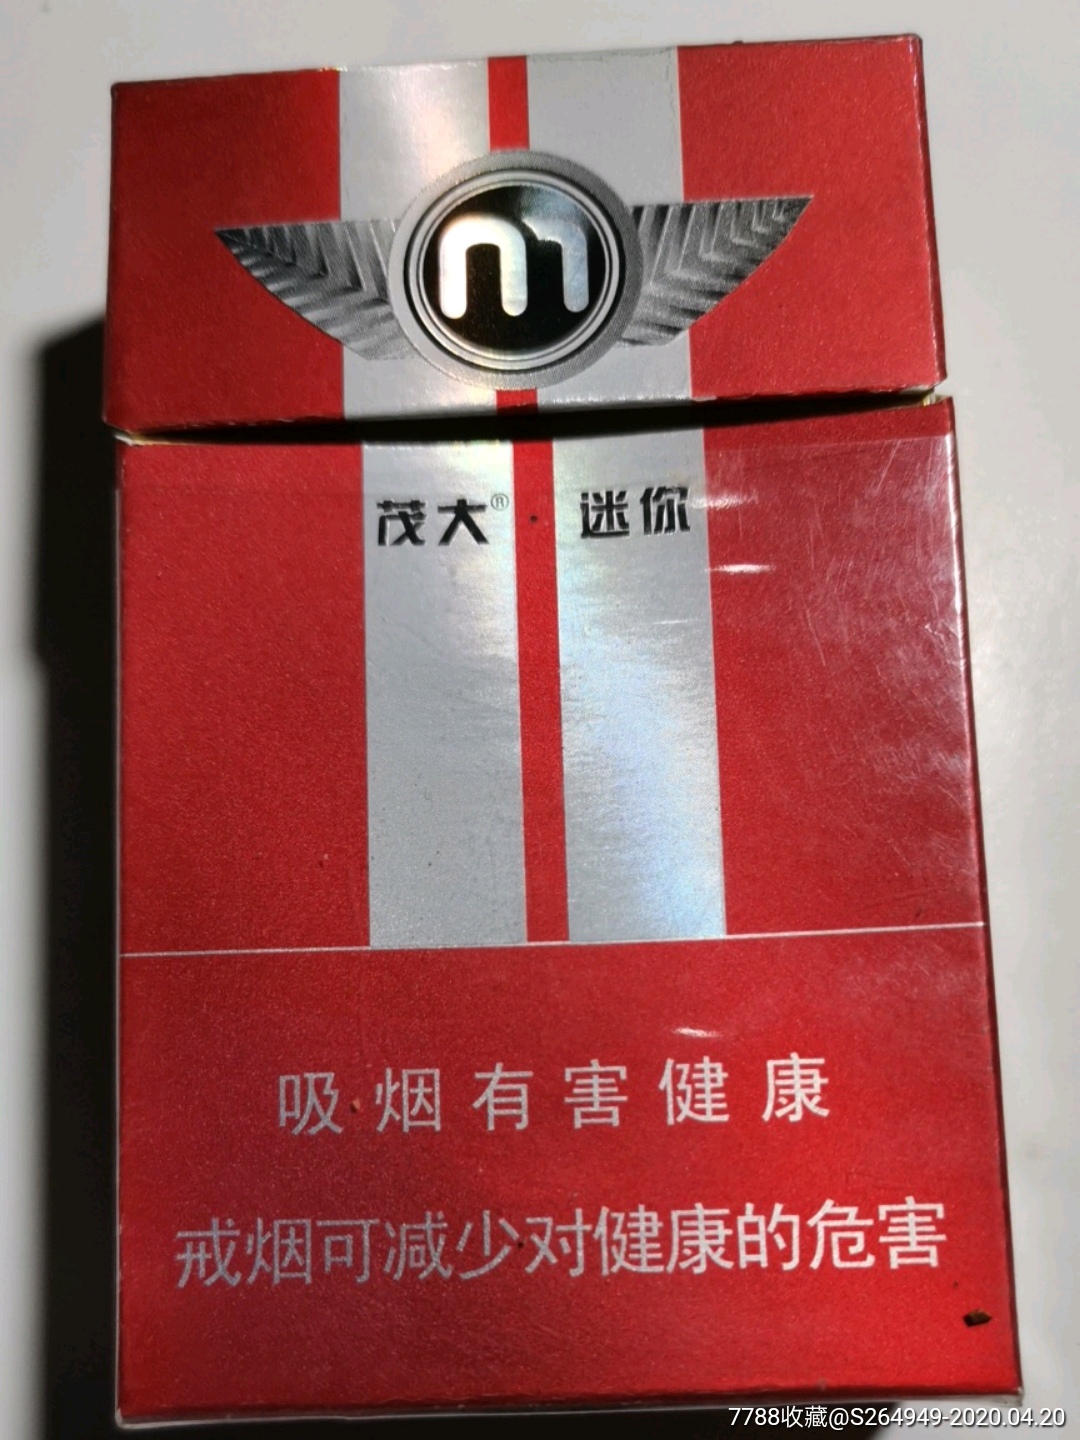 m
茂大® 迷你
吸烟有害健康
戒烟可减少对健康的危害
7788收藏@S264949-2020.04.20